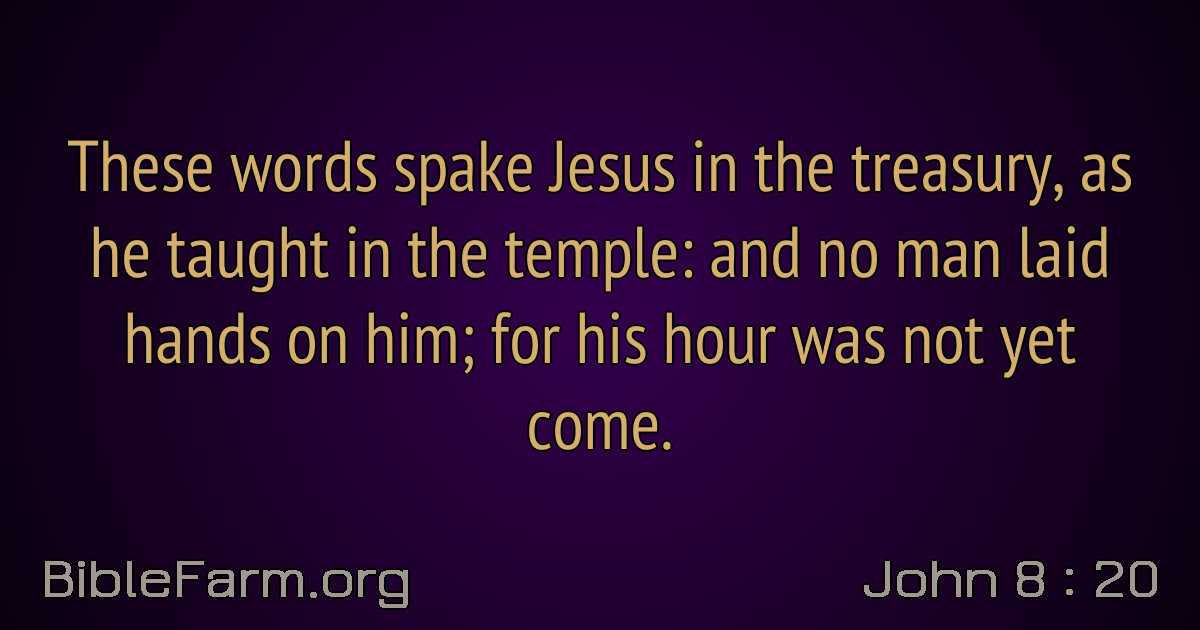 These words spake Jesus in the treasury, as
he taught in the temple: and no man laid
hands on him; for his hour was not yet
come.
BibleFarm.org
John 8 : 20